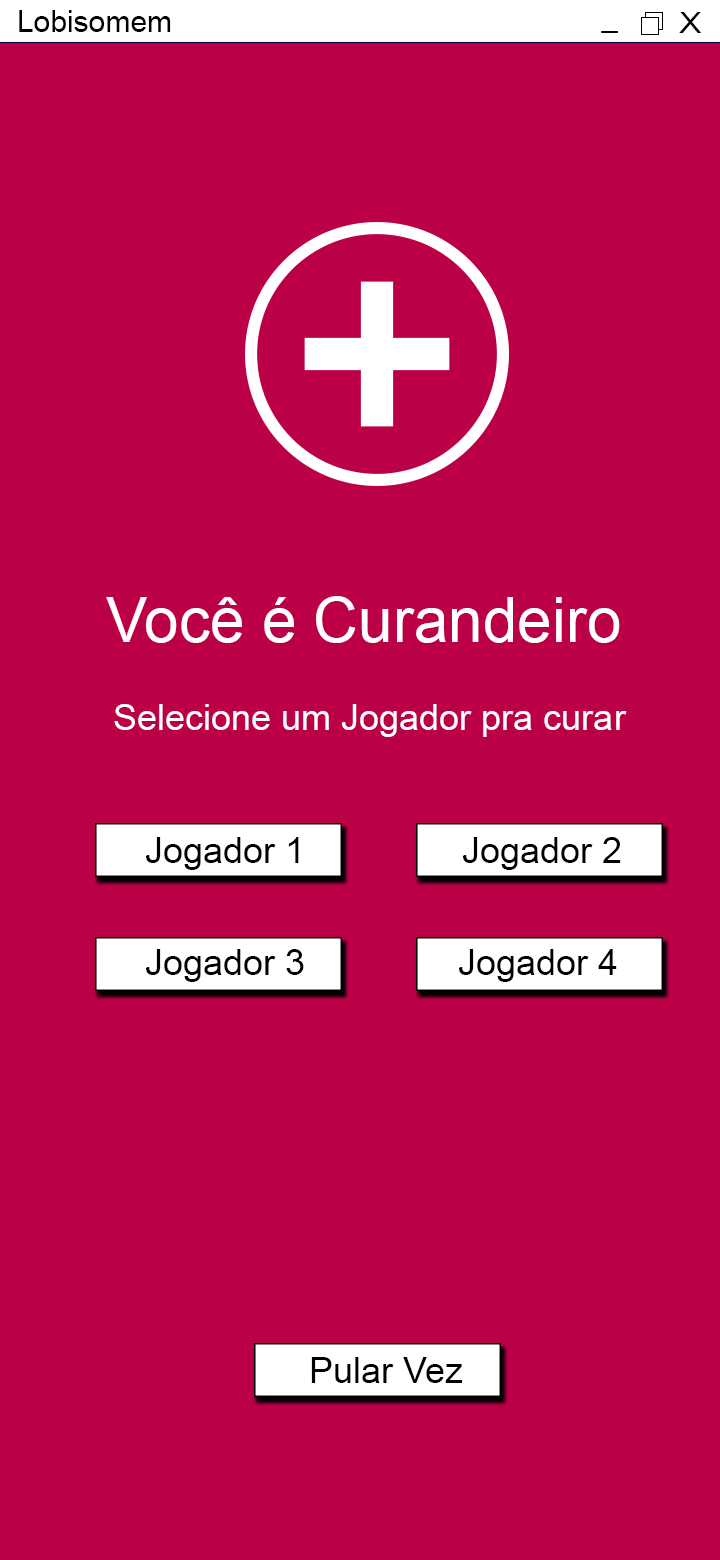 Lobisomem
Você é Curandeiro
Selecione um Jogador pra curar
Jogador 1
Jogador 2
Jogador 3
Jogador 4
Pular Vez